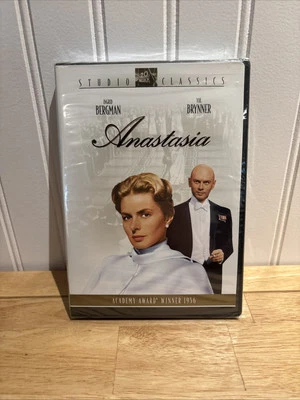 STUDIO CLASSICS
INGRID YUL
BERGMAN BRYNNER
Anastasia
ACADEMY AWARD® WINNER 1956